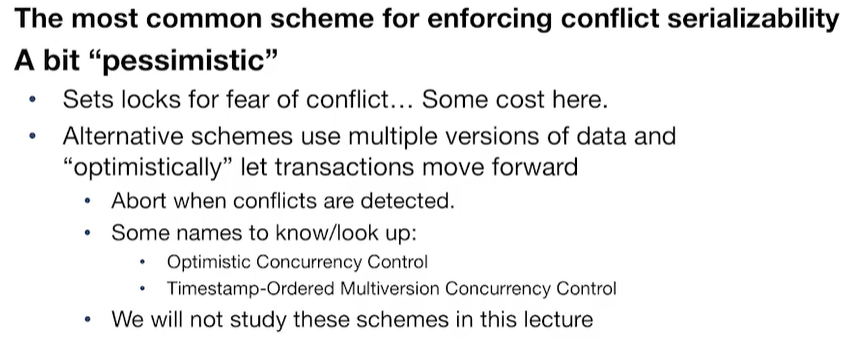 The most common scheme for enforcing conflict serializability
A bit “pessimistic”
• Sets locks for fear of conflict… Some cost here.
• Alternative schemes use multiple versions of data and
“optimistically” let transactions move forward
• Abort when conflicts are detected.
• Some names to know/look up:
• Optimistic Concurrency Control
• Timestamp-Ordered Multiversion Concurrency Control
• We will not study these schemes in this lecture